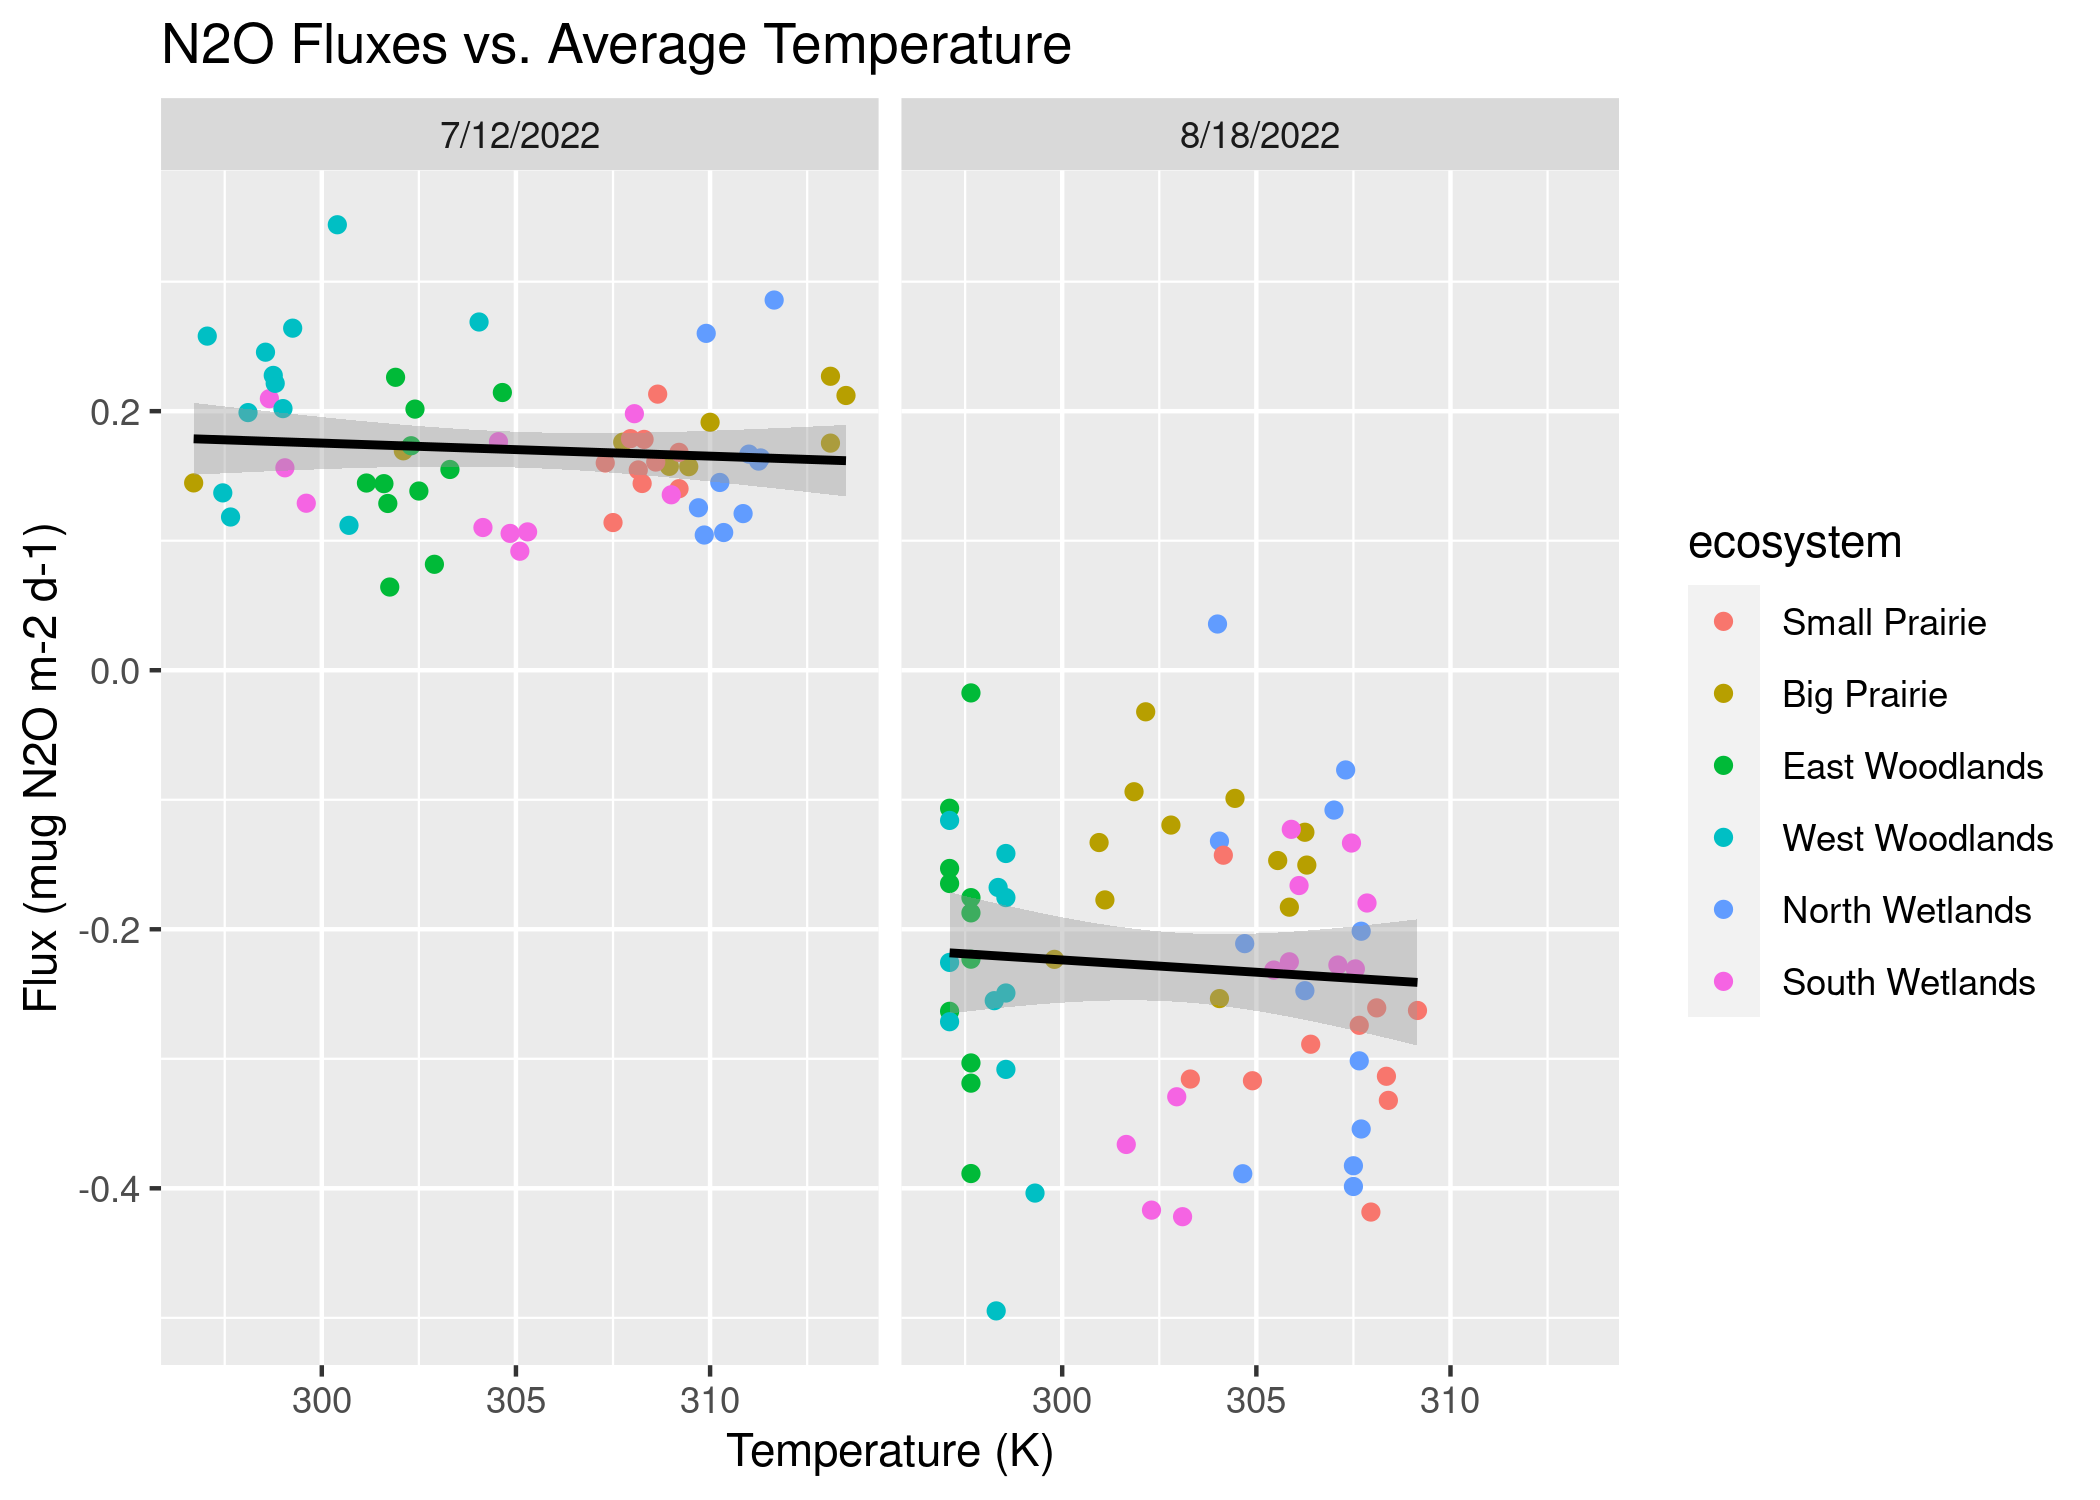 N2O Fluxes vs. Average Temperature
7/12/2022
8/18/2022
Flux (mug N2O m-2 d-1)
0.2
0.0
-0.2
-0.4
300
305
310
300
305
310
Temperature (K)
ecosystem
Small Prairie
Big Prairie
East Woodlands
West Woodlands
North Wetlands
South Wetlands